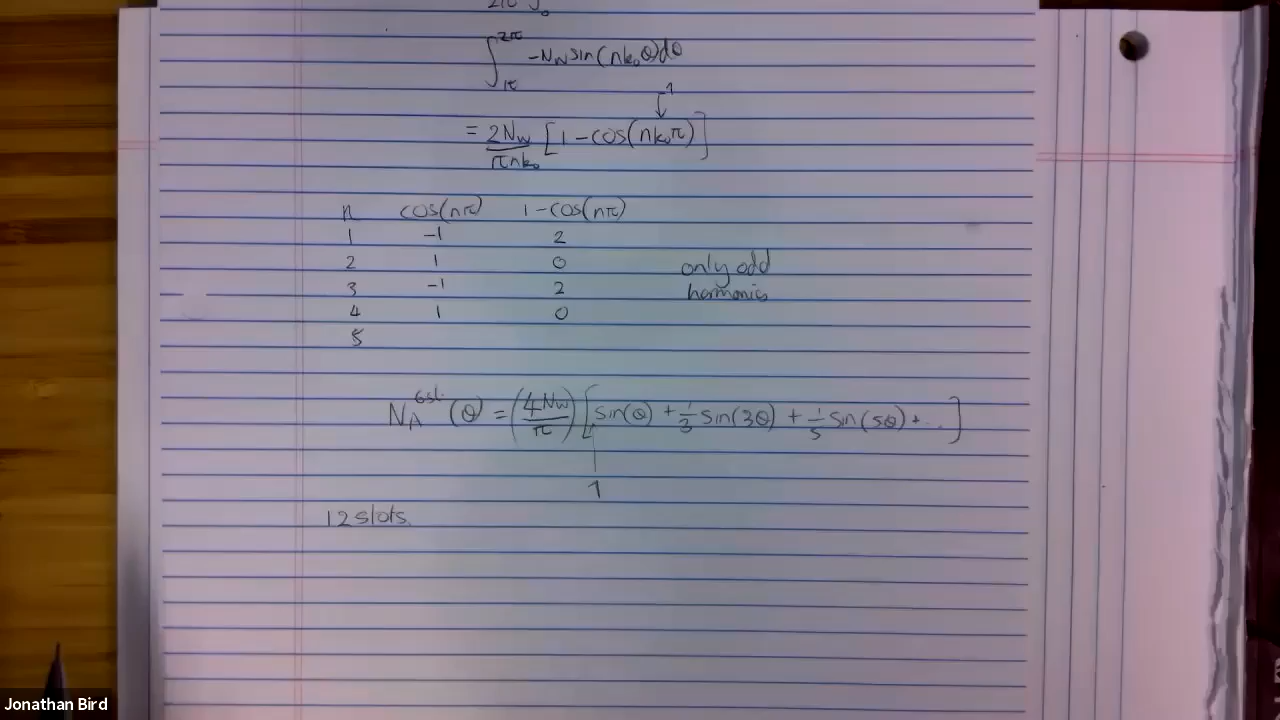 ∫_{π}^{2π} -N_w sin(nk₀θ)dθ
1
= 2N_w/(πnk₀) [1 - cos(nk₀π)]
n cos(nπ) 1-cos(nπ)
1 -1 2
2 1 0 only odd
3 -1 2 harmonics
4 1 0
5
N_A^{6sl.}(θ) = (4N_w/π)[sin(θ) + 1/3 sin(3θ) + 1/5 sin(5θ) + ...]
1
12 slots.
Jonathan Bird